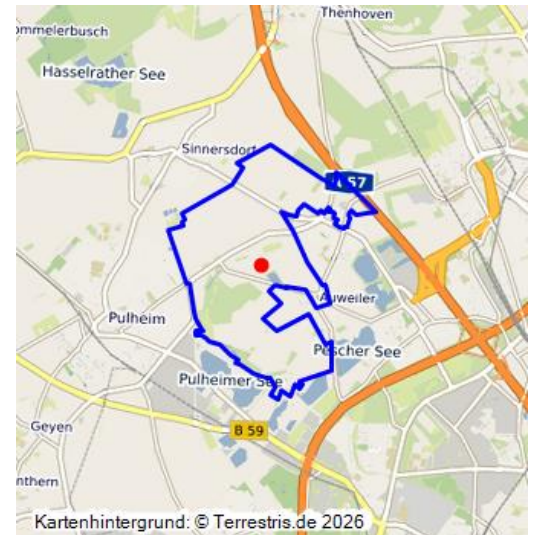 Thenhoven
ommelerbusch
Hasselrather See
Sinnersdorf
57
Auweiler
Pulheim
Pescher See
Pulheimer See
B 59
Geyen
nthern
Kartenhintergrund: © Terrestris.de 2026